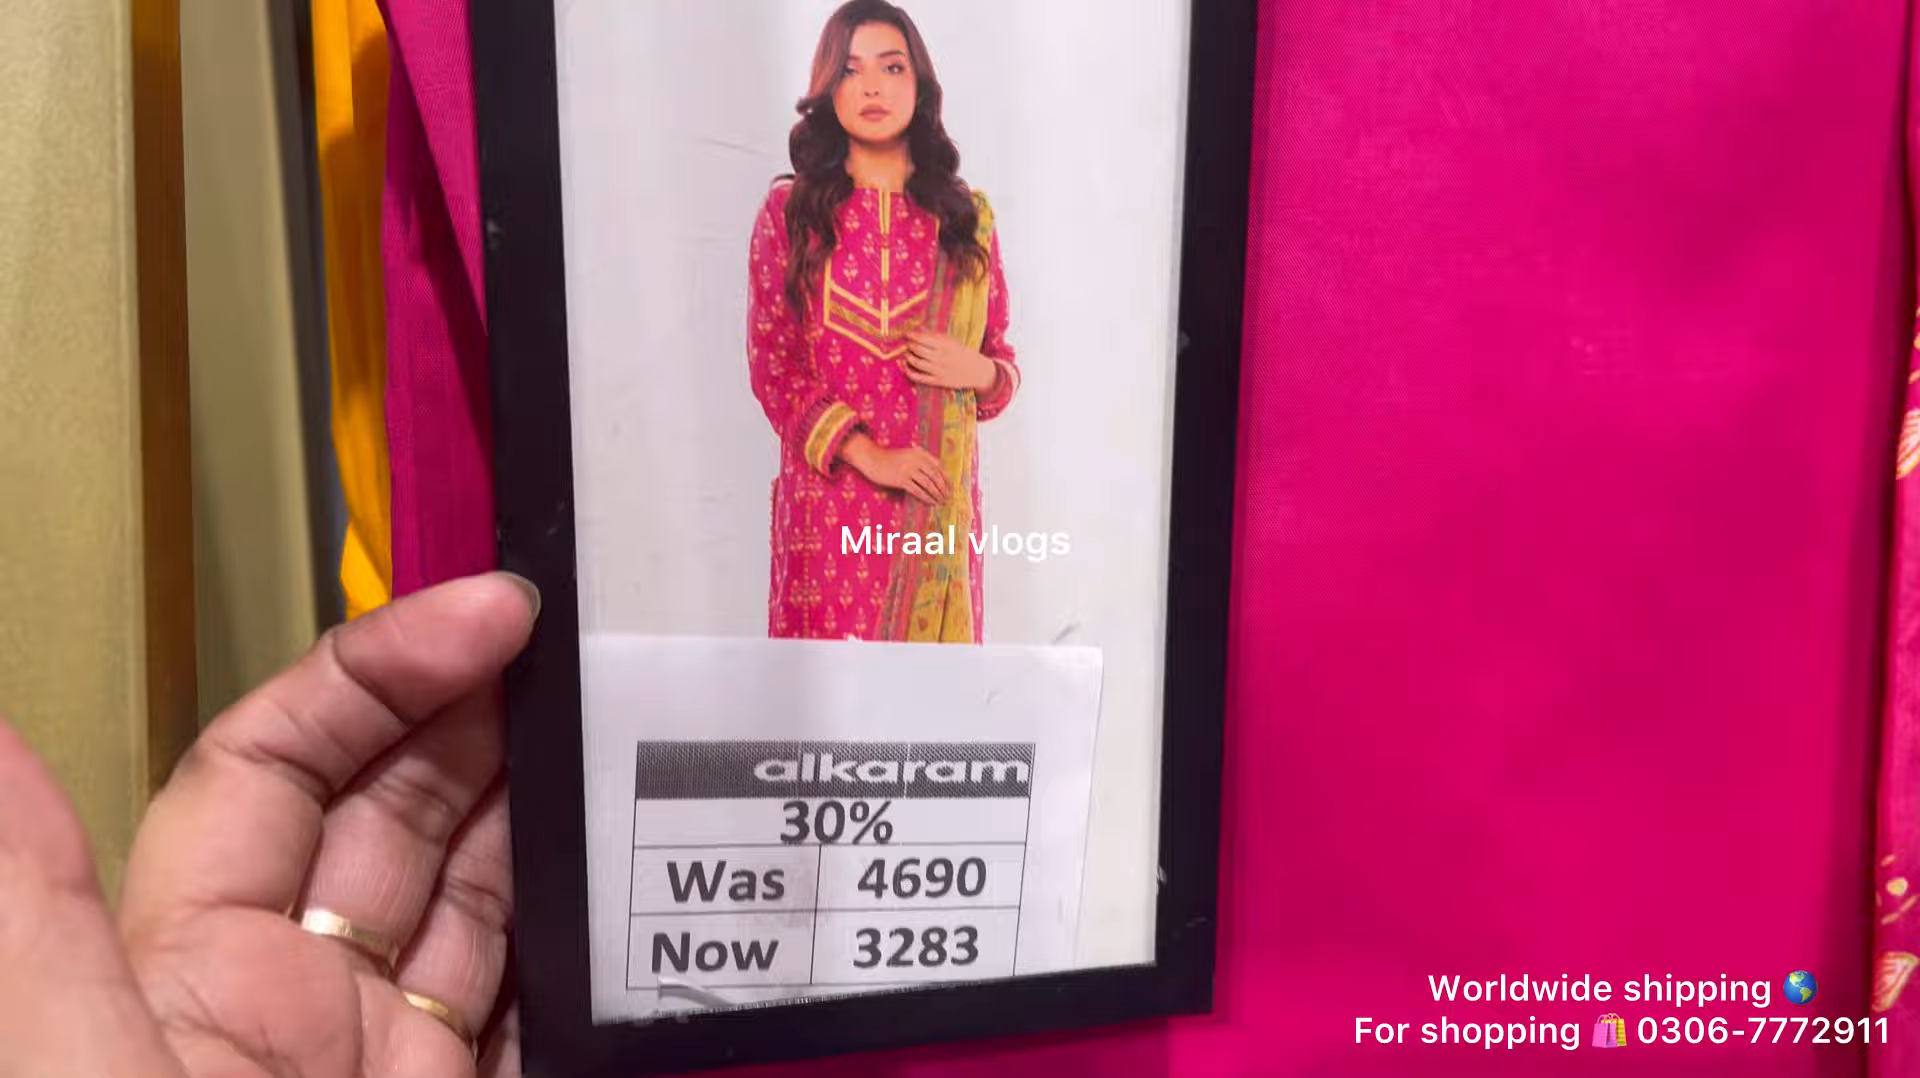 Miraal vlogs
alkaram
30%
Was 4690
Now 3283
Worldwide shipping 🌎
For shopping 🛍️ 0306-7772911